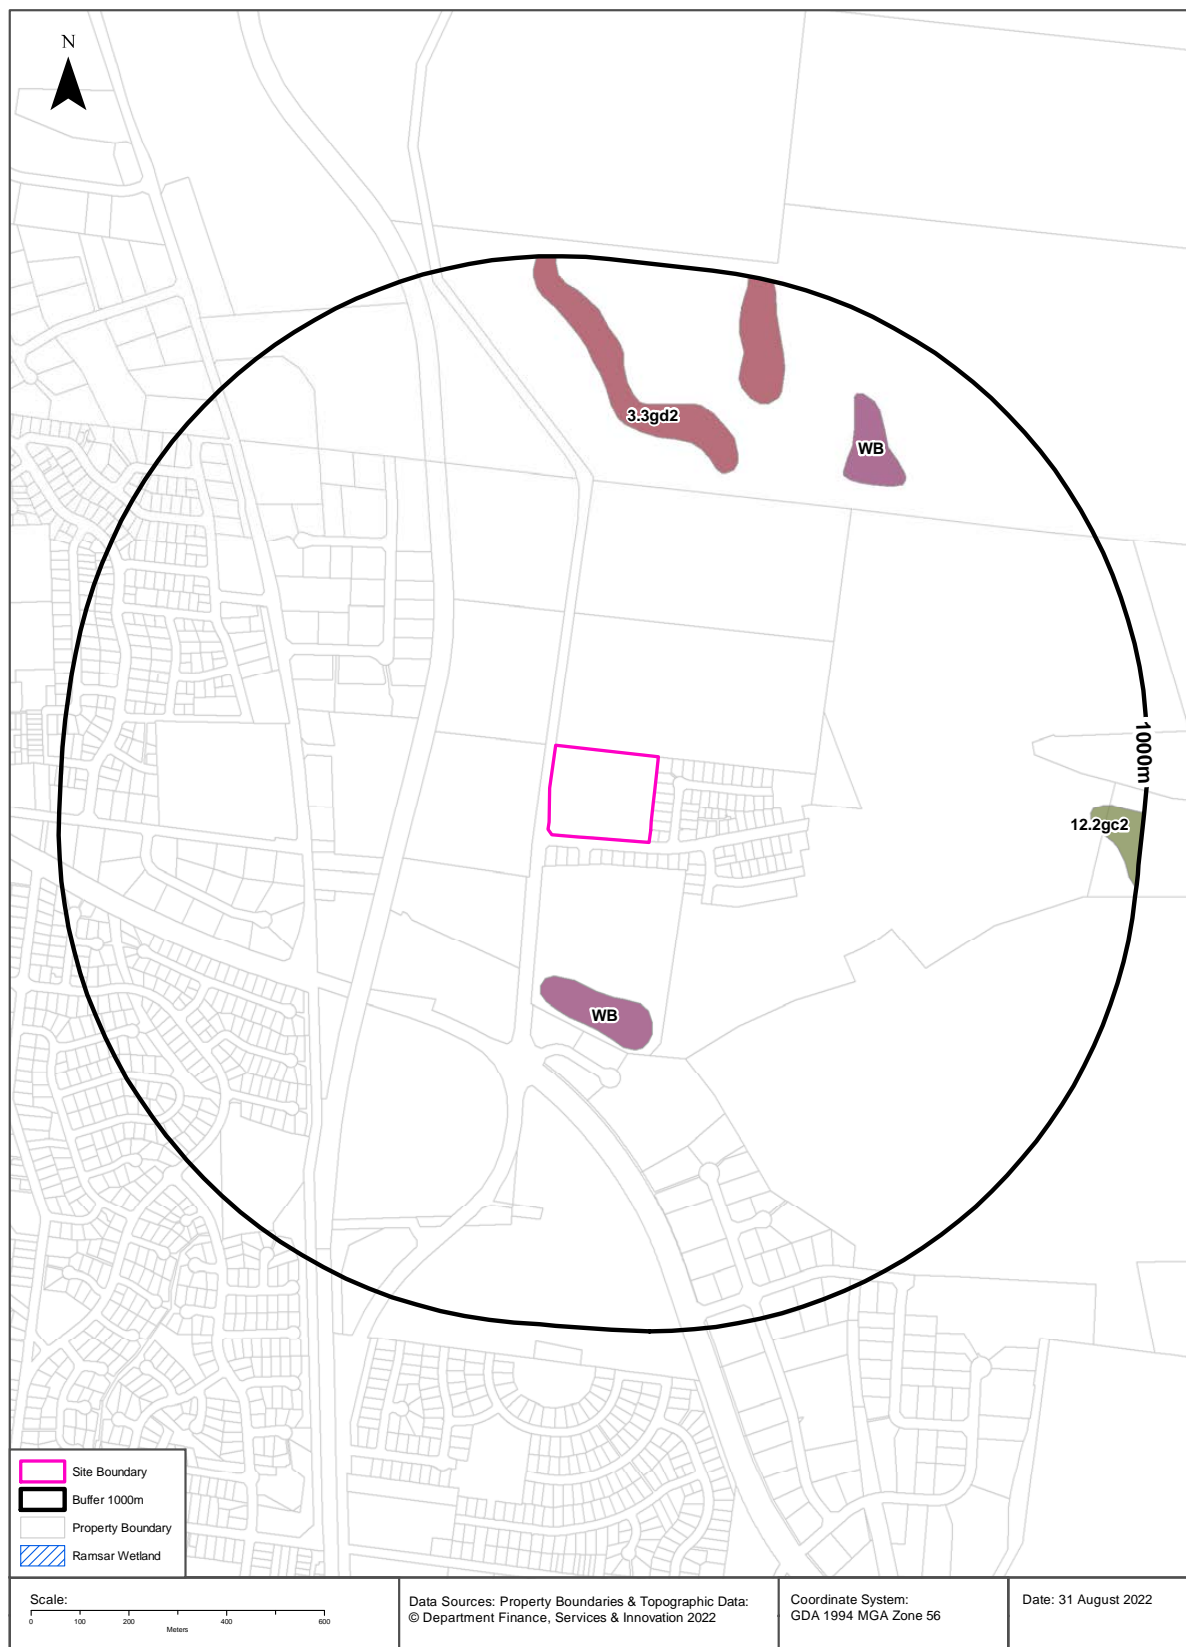 N
3.3gd2
WB
1000m
12.2gc2
WB
Site Boundary
Buffer 1000m
Property Boundary
Ramsar Wetland
Scale:
0 100 200 400 600
Meters
Data Sources: Property Boundaries & Topographic Data:
© Department Finance, Services & Innovation 2022
Coordinate System:
GDA 1994 MGA Zone 56
Date: 31 August 2022